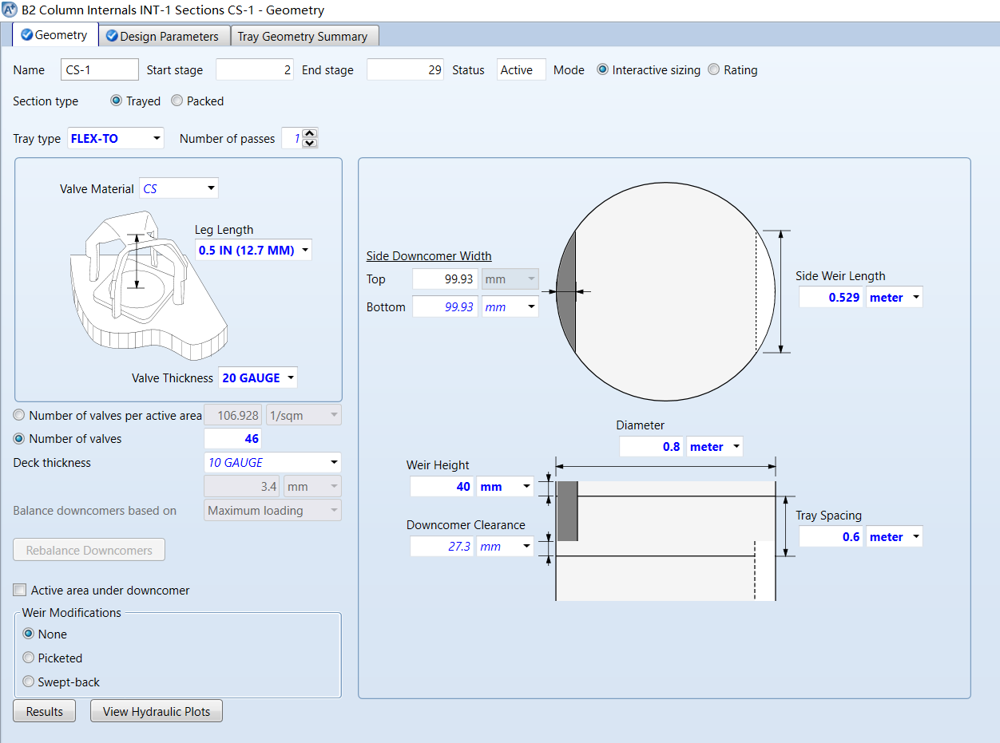 B2 Column Internals INT-1 Sections CS-1 - Geometry
Geometry Design Parameters Tray Geometry Summary
Name CS-1 Start stage 2 End stage 29 Status Active Mode Interactive sizing Rating
Section type Trayed Packed
Tray type FLEX-TO Number of passes 1
Valve Material CS
Leg Length
0.5 IN (12.7 MM)
Valve Thickness 20 GAUGE
Number of valves per active area 106.928 1/sqm
Number of valves 46
Deck thickness 10 GAUGE
3.4 mm
Balance downcomers based on Maximum loading
Rebalance Downcomers
Active area under downcomer
Weir Modifications
None
Picketed
Swept-back
Results View Hydraulic Plots
Side Downcomer Width
Top 99.93 mm
Bottom 99.93 mm
Side Weir Length
0.529 meter
Diameter
0.8 meter
Weir Height
40 mm
Downcomer Clearance
27.3 mm
Tray Spacing
0.6 meter